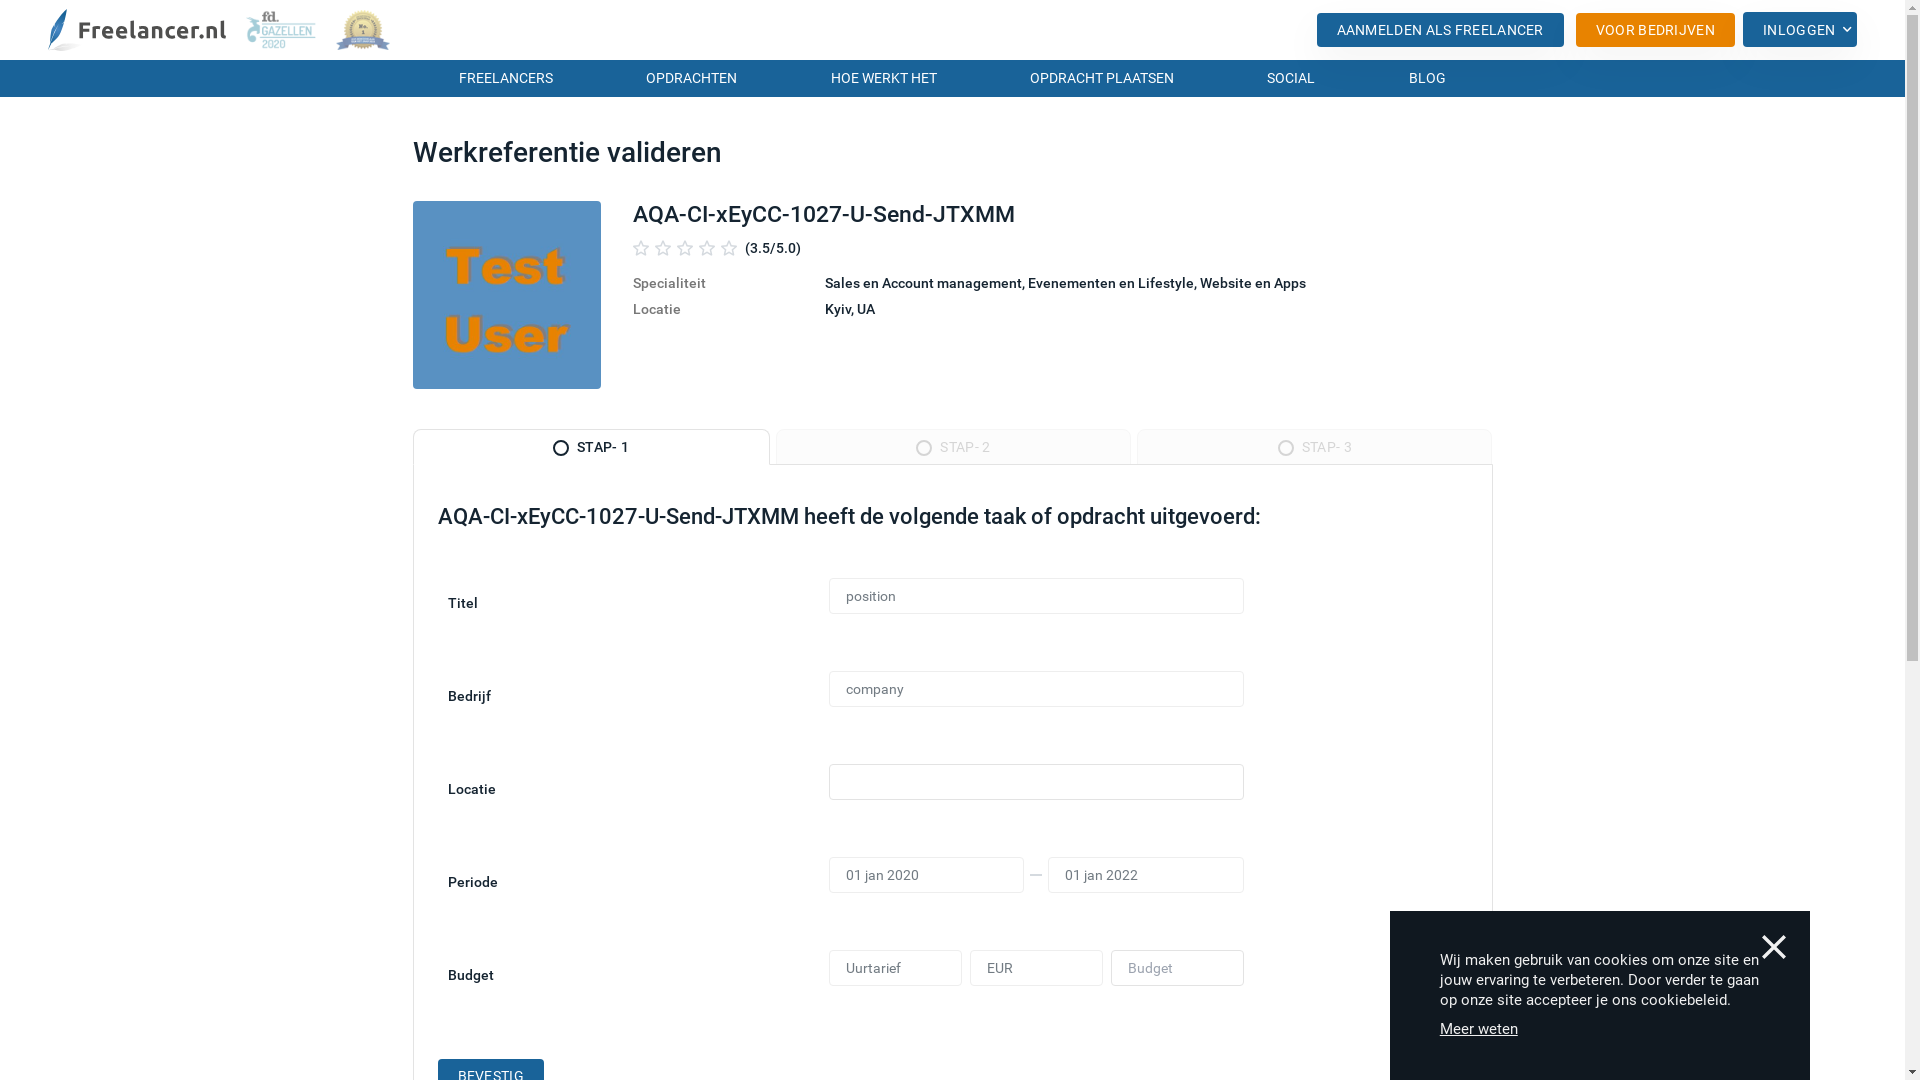 Freelancer.nl
fd.
GAZELLEN
2020
AANMELDEN ALS FREELANCER
VOOR BEDRIJVEN
INLOGGEN
FREELANCERS
OPDRACHTEN
HOE WERKT HET
OPDRACHT PLAATSEN
SOCIAL
BLOG
Werkreferentie valideren
Test
User
AQA-CI-xEyCC-1027-U-Send-JTXMM
(3.5/5.0)
Specialiteit
Sales en Account management, Evenementen en Lifestyle, Website en Apps
Locatie
Kyiv, UA
STAP- 1
STAP- 2
STAP- 3
AQA-CI-xEyCC-1027-U-Send-JTXMM heeft de volgende taak of opdracht uitgevoerd:
Titel
position
Bedrijf
company
Locatie
Periode
01 jan 2020
—
01 jan 2022
Budget
Uurtarief
EUR
Budget
BEVESTIG
Wij maken gebruik van cookies om onze site en
jouw ervaring te verbeteren. Door verder te gaan
op onze site accepteer je ons cookiebeleid.
Meer weten